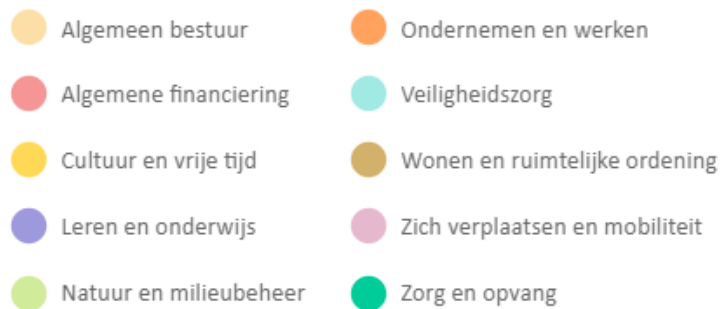 Algemeen bestuur
Algemene financiering
Cultuur en vrije tijd
Leren en onderwijs
Natuur en milieubeheer
Ondernemen en werken
Veiligheidszorg
Wonen en ruimtelijke ordening
Zich verplaatsen en mobiliteit
Zorg en opvang